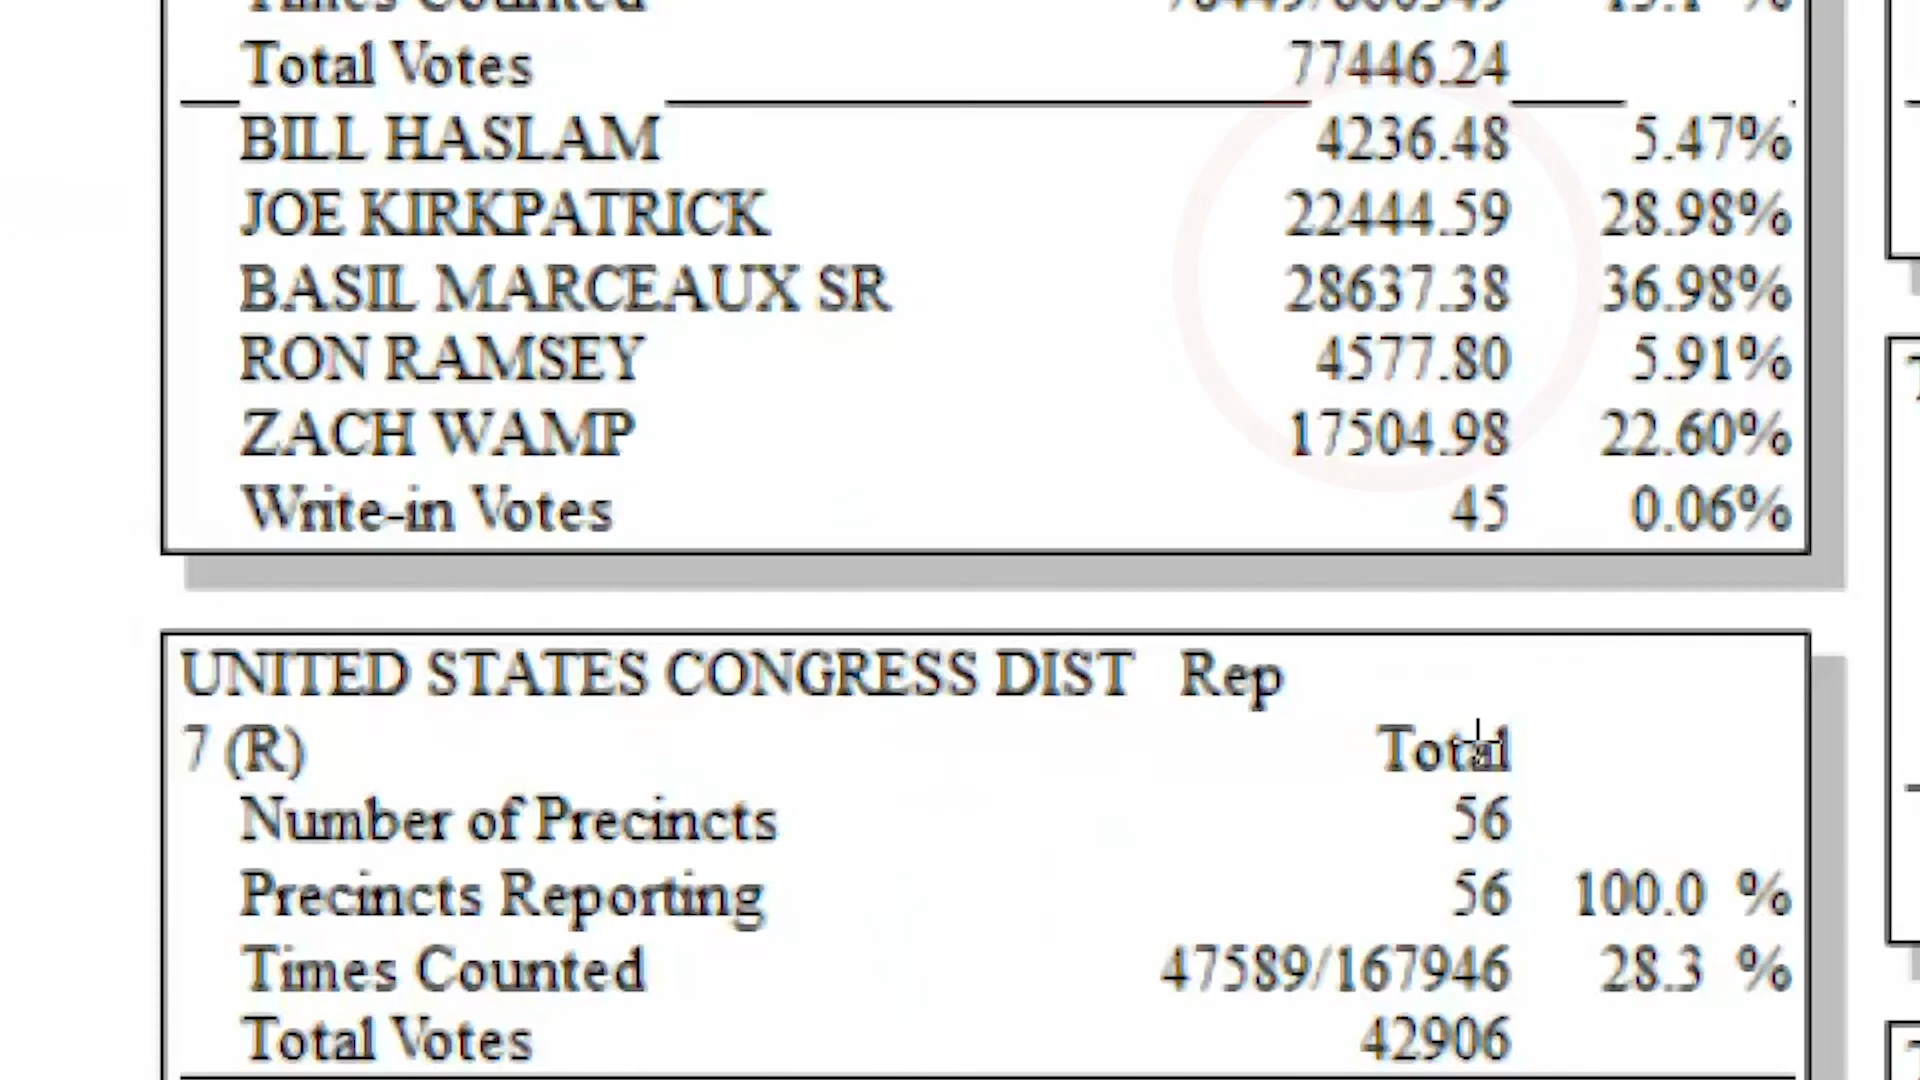 Times Counted
Total Votes 77446.24
BILL HASLAM 4236.48 5.47%
JOE KIRKPATRICK 22444.59 28.98%
BASIL MARCEAUX SR 28637.38 36.98%
RON RAMSEY 4577.80 5.91%
ZACH WAMP 17504.98 22.60%
Write-in Votes 45 0.06%
UNITED STATES CONGRESS DIST Rep
7 (R) Total
Number of Precincts 56
Precincts Reporting 56 100.0 %
Times Counted 47589/167946 28.3 %
Total Votes 42906